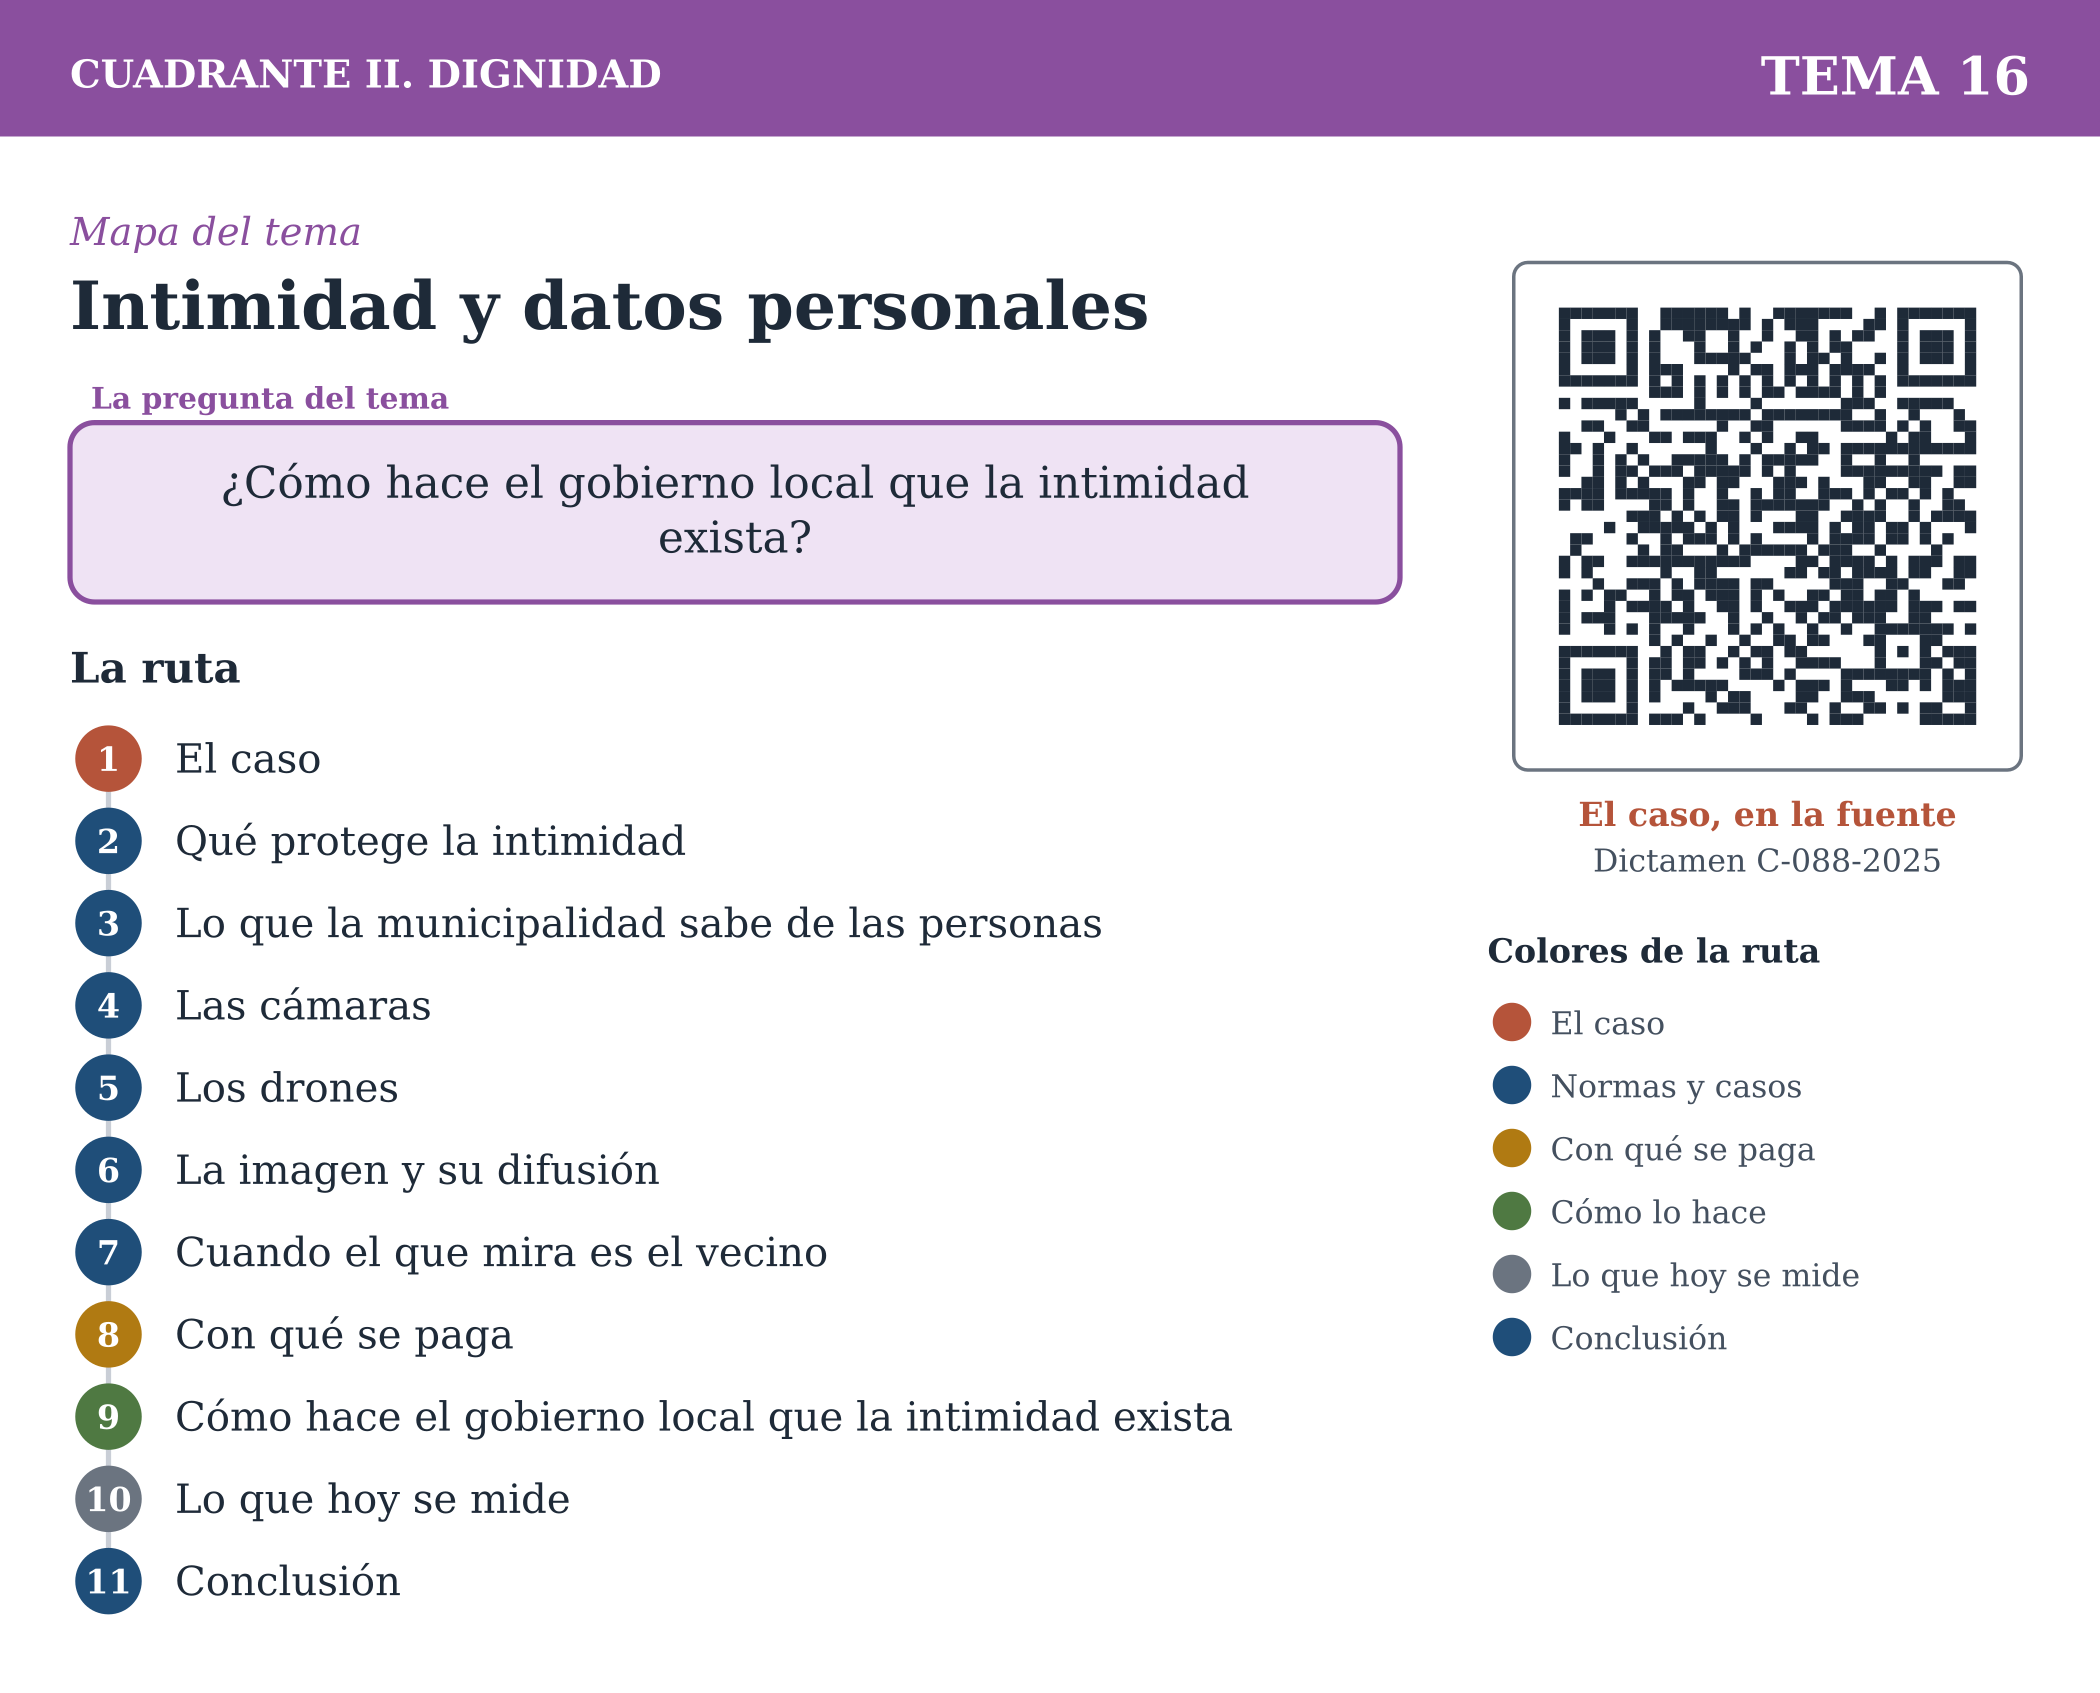 CUADRANTE II. DIGNIDAD
TEMA 16
Mapa del tema
Intimidad y datos personales
La pregunta del tema
¿Cómo hace el gobierno local que la intimidad
exista?
La ruta
1 El caso
2 Qué protege la intimidad
3 Lo que la municipalidad sabe de las personas
4 Las cámaras
5 Los drones
6 La imagen y su difusión
7 Cuando el que mira es el vecino
8 Con qué se paga
9 Cómo hace el gobierno local que la intimidad exista
10 Lo que hoy se mide
11 Conclusión
El caso, en la fuente
Dictamen C-088-2025
Colores de la ruta
El caso
Normas y casos
Con qué se paga
Cómo lo hace
Lo que hoy se mide
Conclusión